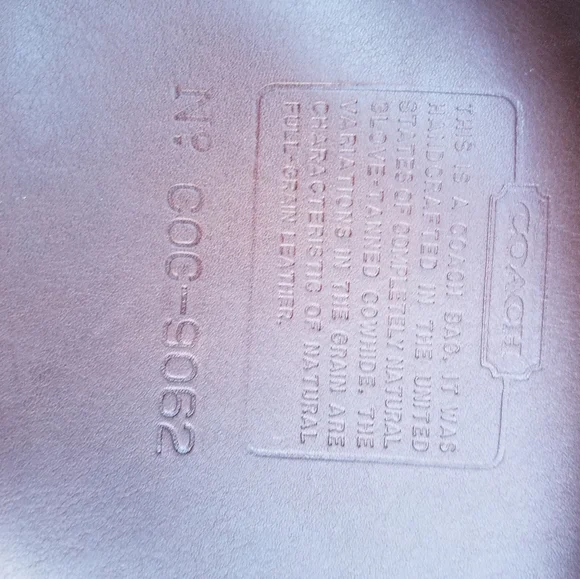 COACH
THIS IS A COACH BAG. IT WAS
HANDCRAFTED IN THE UNITED
STATES OF COMPLETELY NATURAL
GLOVE-TANNED COWHIDE, THE
VARIATIONS IN THE GRAIN ARE
CHARACTERISTIC OF NATURAL
FULL-GRAIN LEATHER.
Nº COC-9062